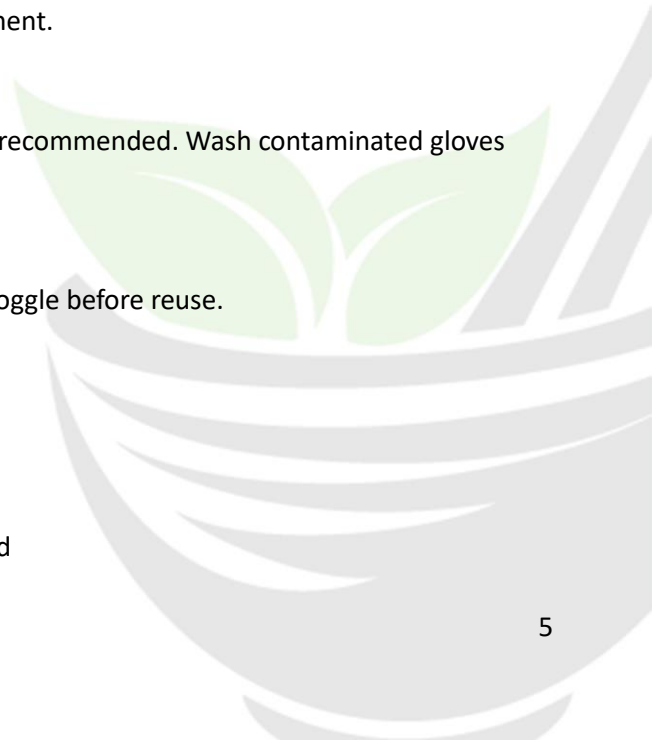 nent.
recommended. Wash contaminated gloves
oggle before reuse.
d
5